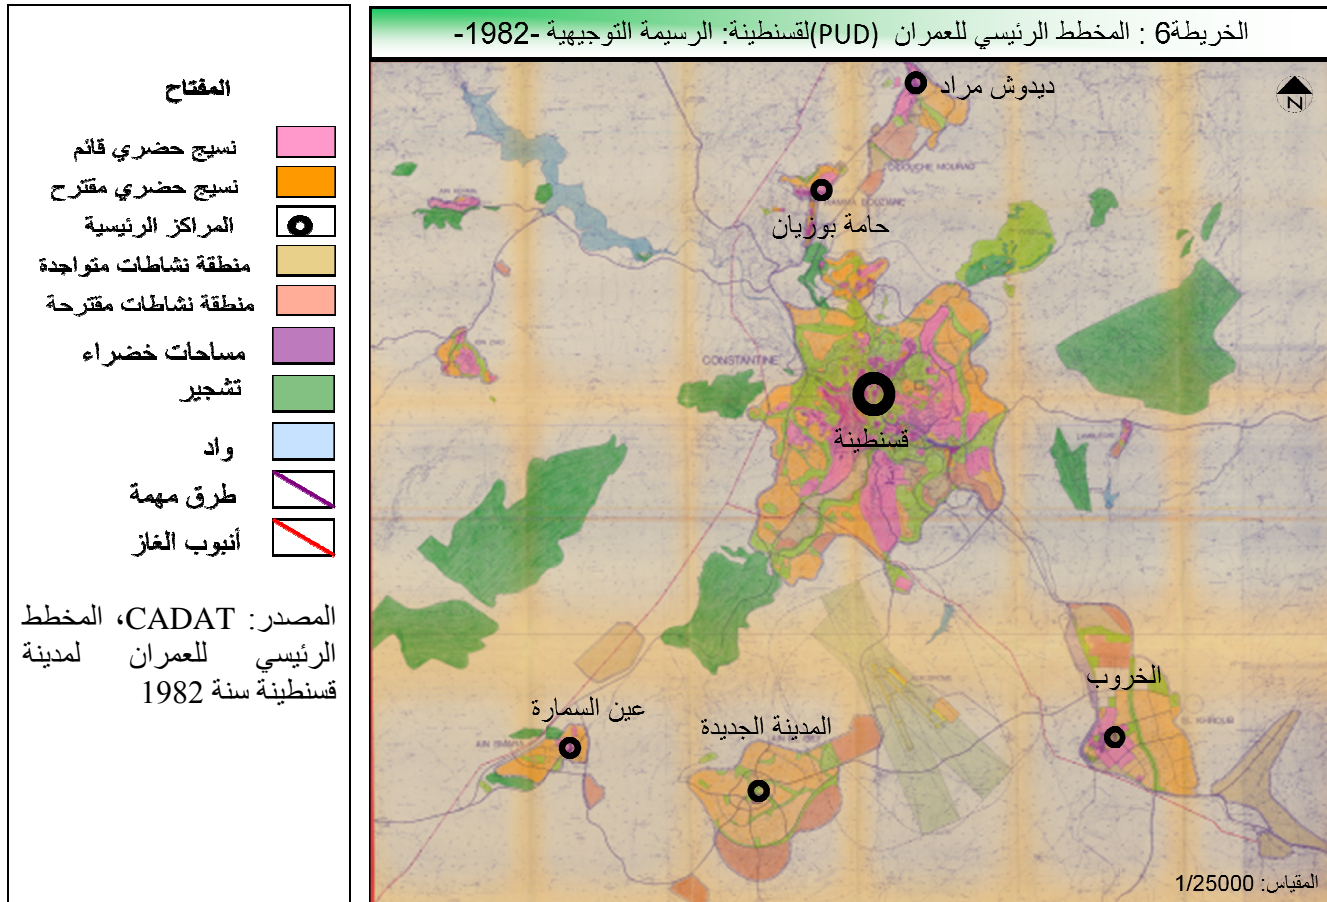 الخريطة6 : المخطط الرئيسي للعمران (PUD)لقسنطينة: الرسيمة التوجيهية -1982-
المفتاح
نسيج حضري قائم
نسيج حضري مقترح
المراكز الرئيسية
منطقة نشاطات متواجدة
منطقة نشاطات مقترحة
مساحات خضراء
تشجير
واد
طرق مهمة
أنبوب الغاز
المصدر: CADAT، المخطط
الرئيسي للعمران لمدينة
قسنطينة سنة 1982
N
ديدوش مراد
DIDOUCHE MOURAD
HAMMA BOUZIANE
حامة بوزيان
CONSTANTINE
قسنطينة
الخروب
EL KHROUB
عين السمارة
AIN SMARA
المدينة الجديدة
المقياس: 1/25000